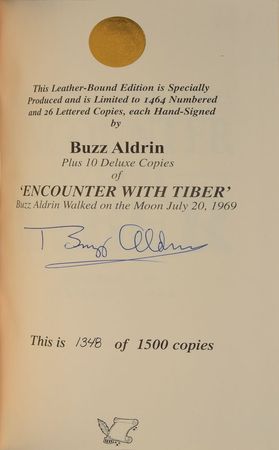 This Leather-Bound Edition is Specially
Produced and is Limited to 1464 Numbered
and 26 Lettered Copies, each Hand-Signed
by
Buzz Aldrin
Plus 10 Deluxe Copies
of
'ENCOUNTER WITH TIBER'
Buzz Aldrin Walked on the Moon July 20, 1969
Buzz Aldrin
This is 1348 of 1500 copies